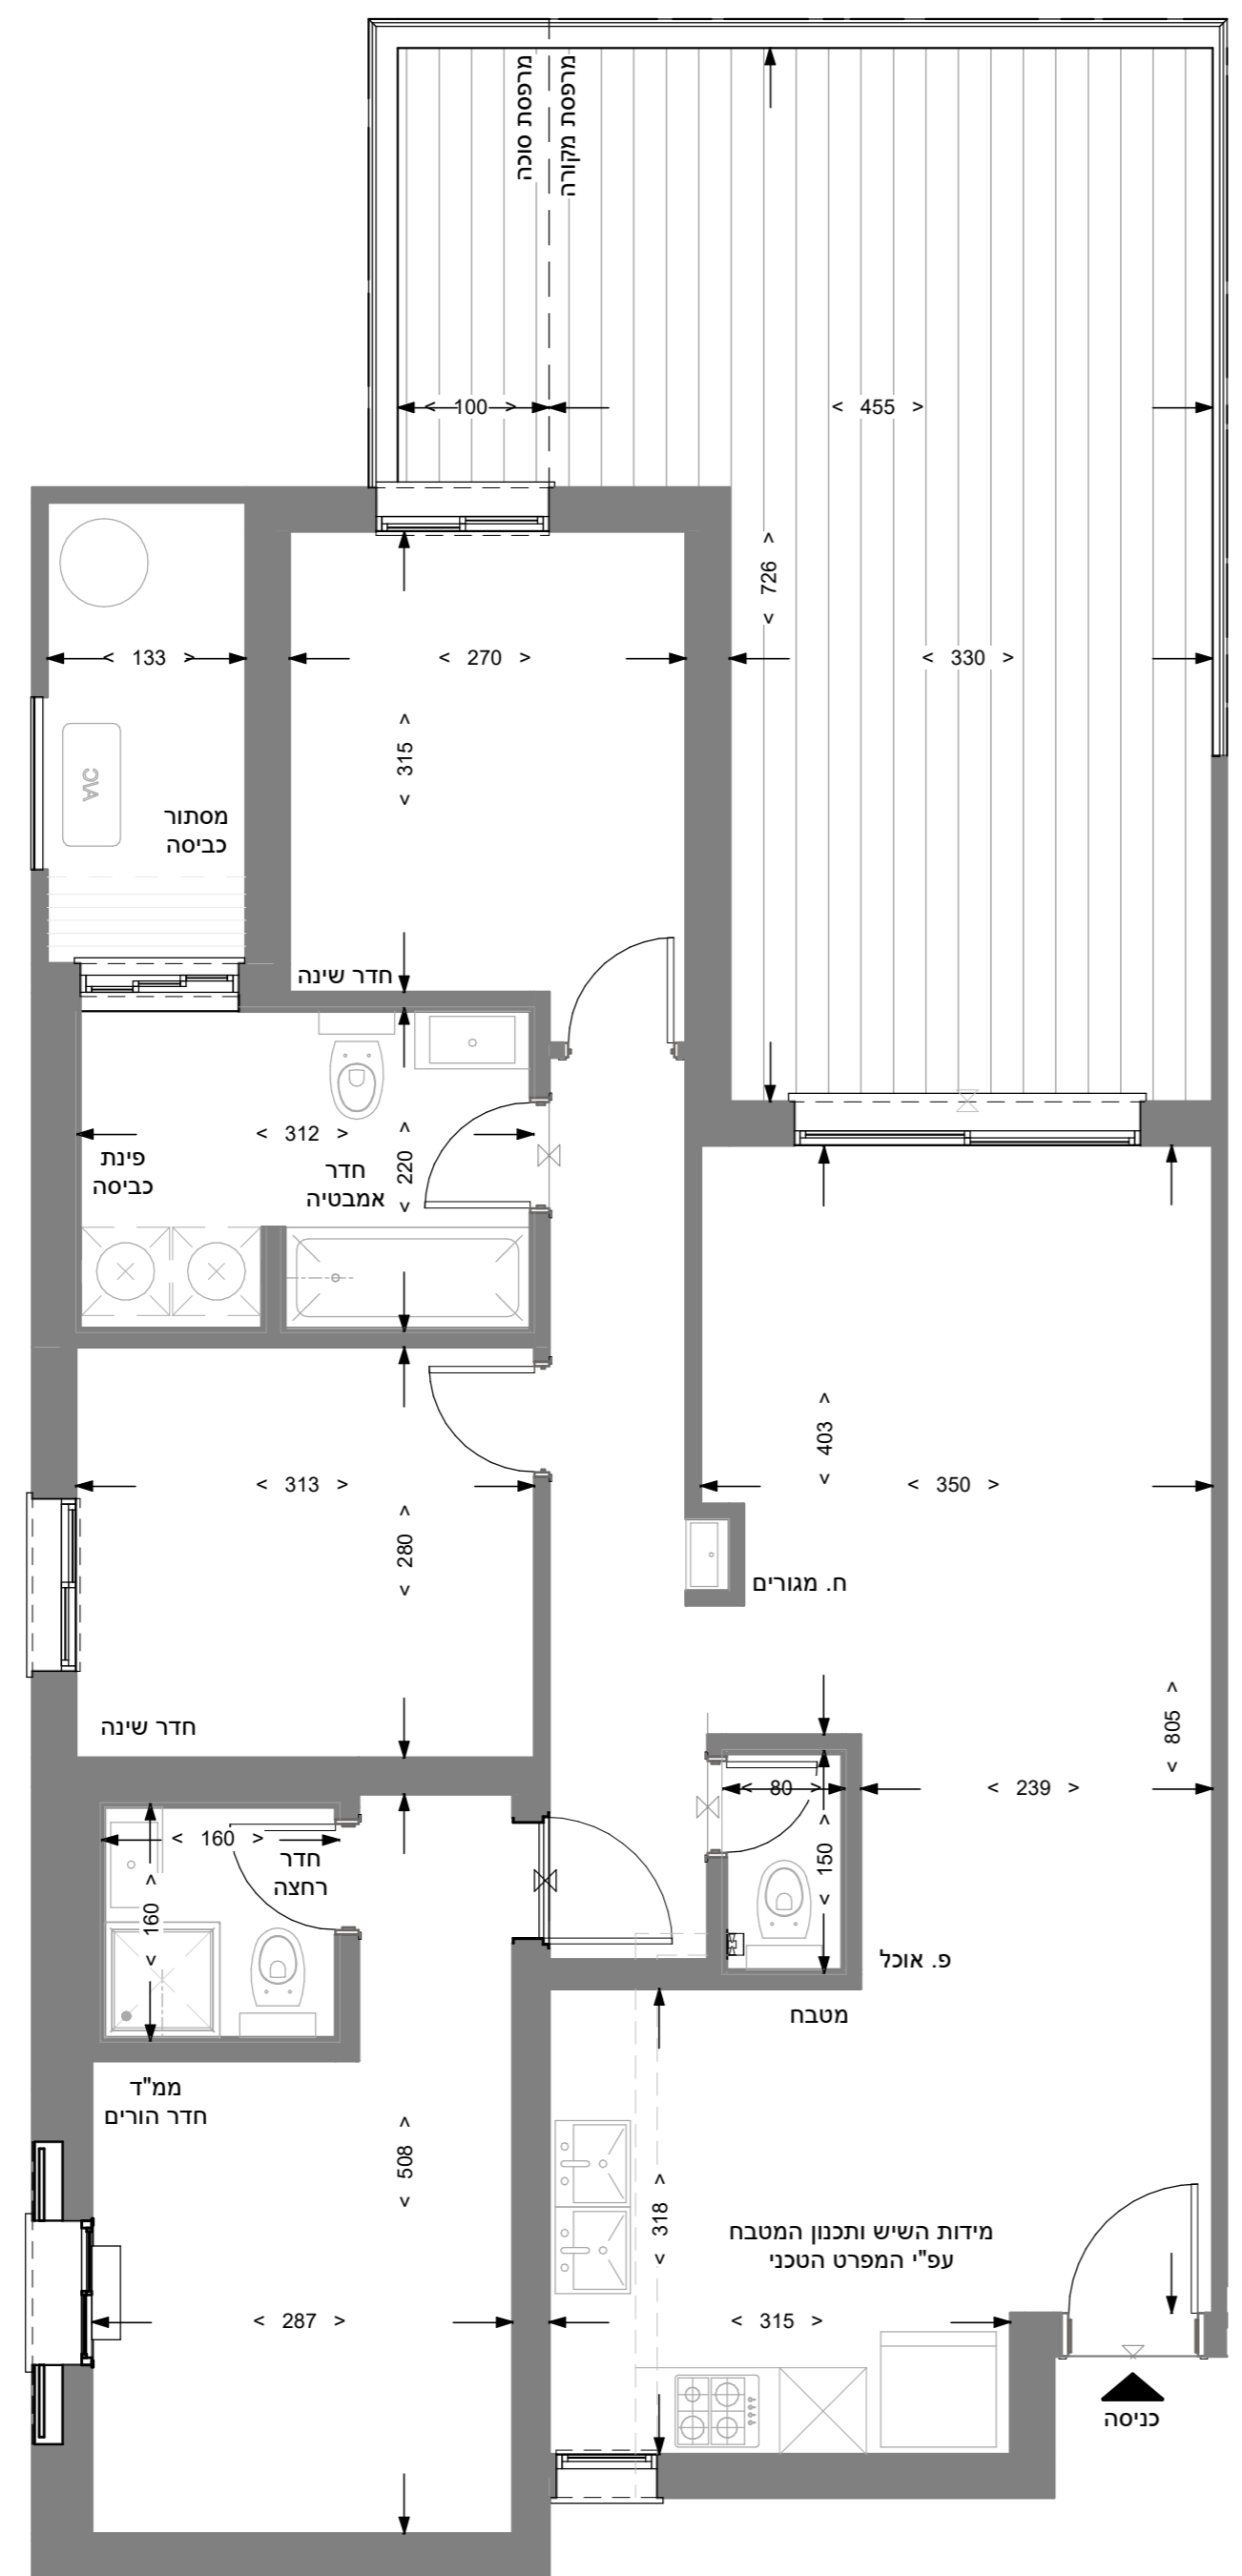 מרפסת סוכה
מרפסת מקורה
< 100 >
< 455 >
< 726 >
< 133 >
< 270 >
< 330 >
< 315 >
A\C
מסתור
כביסה
חדר שינה
< 312 >
< 220 >
פינת
כביסה
חדר
אמבטיה
< 403 >
< 313 >
< 350 >
< 280 >
ח. מגורים
חדר שינה
< 805 >
< 80 >
< 239 >
< 160 >
חדר
רחצה
< 150 >
< 160 >
פ. אוכל
מטבח
ממ"ד
חדר הורים
< 508 >
< 318 >
מידות השיש ותכנון המטבח
עפ"י המפרט הטכני
< 287 >
< 315 >
כניסה